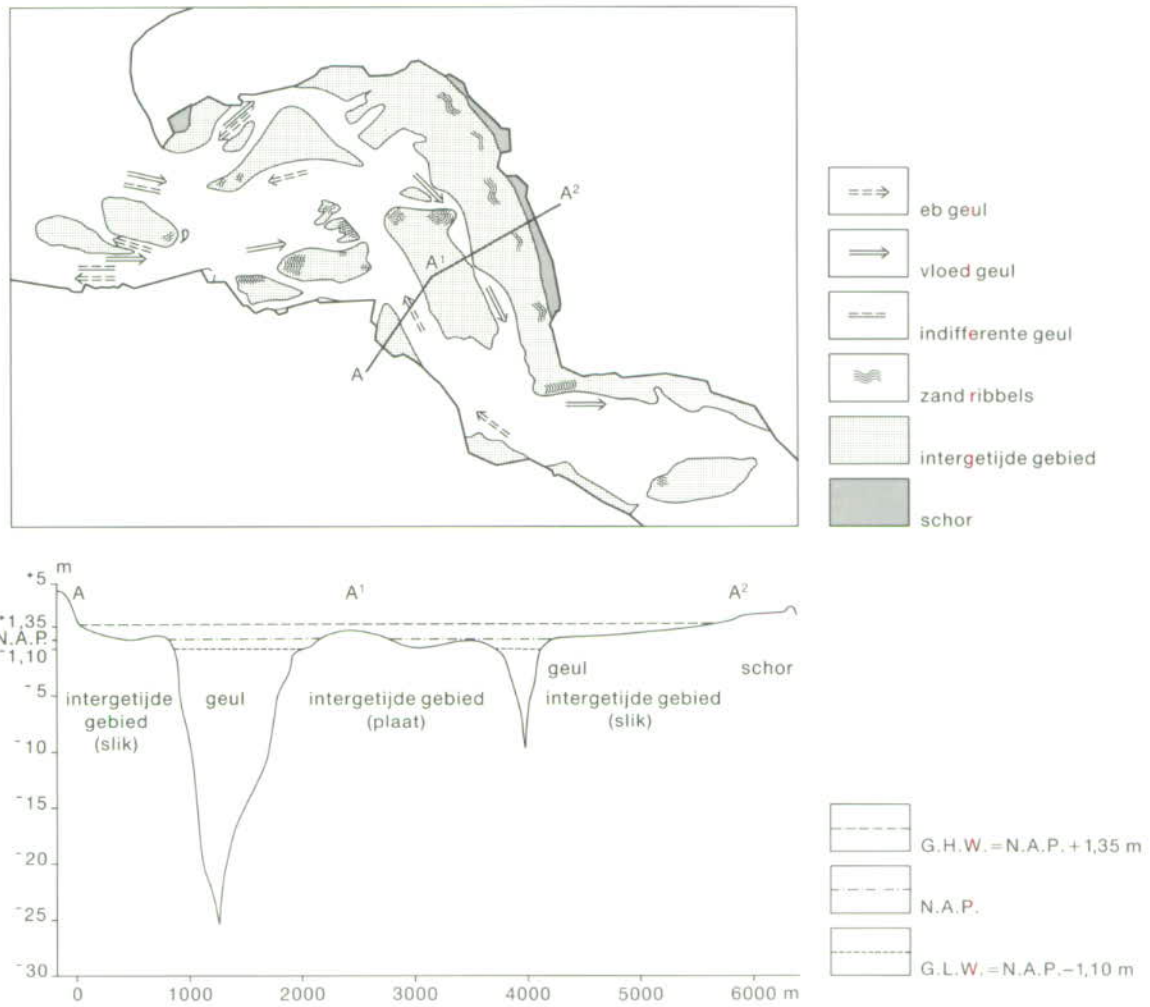 A²
A¹
A
eb geul
vloed geul
indifferente geul
zand ribbels
intergetijde gebied
schor
m
+5
+1,35
N.A.P.
-1,10
-5
-10
-15
-20
-25
-30
A
A¹
A²
intergetijde
gebied
(slik)
geul
intergetijde gebied
(plaat)
geul
intergetijde gebied
(slik)
schor
0 1000 2000 3000 4000 5000 6000 m
G.H.W.=N.A.P.+1,35 m
N.A.P.
G.L.W.=N.A.P.-1,10 m